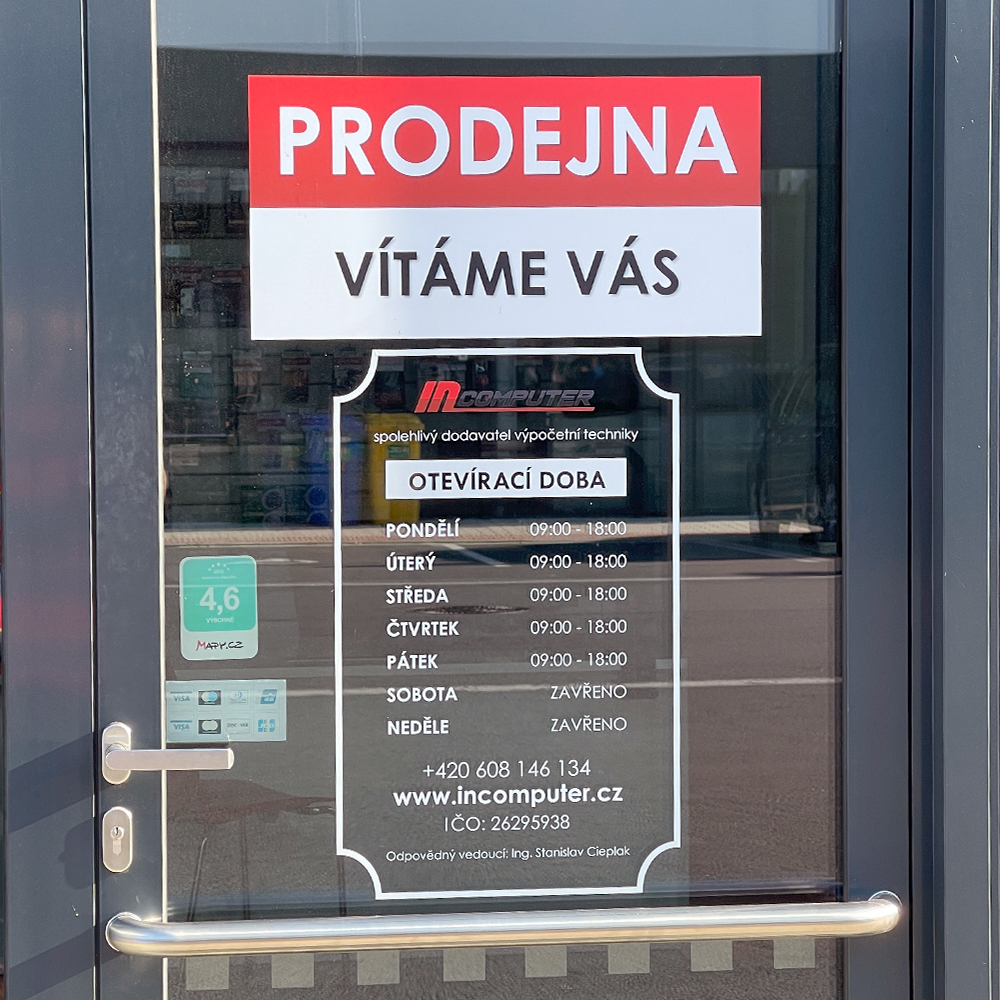 PRODEJNA
VÍTÁME VÁS
INCOMPUTER
spolehlivý dodavatel výpočetní techniky
OTEVÍRACÍ DOBA
PONDĚLÍ 09:00 - 18:00
ÚTERÝ 09:00 - 18:00
STŘEDA 09:00 - 18:00
ČTVRTEK 09:00 - 18:00
PÁTEK 09:00 - 18:00
SOBOTA ZAVŘENO
NEDĚLE ZAVŘENO
+420 608 146 134
www.incomputer.cz
IČO: 26295938
Odpovědný vedoucí: Ing. Stanislav Cieplak
4,6
VÝBORNÉ
MAPY.CZ
VISA
VISA